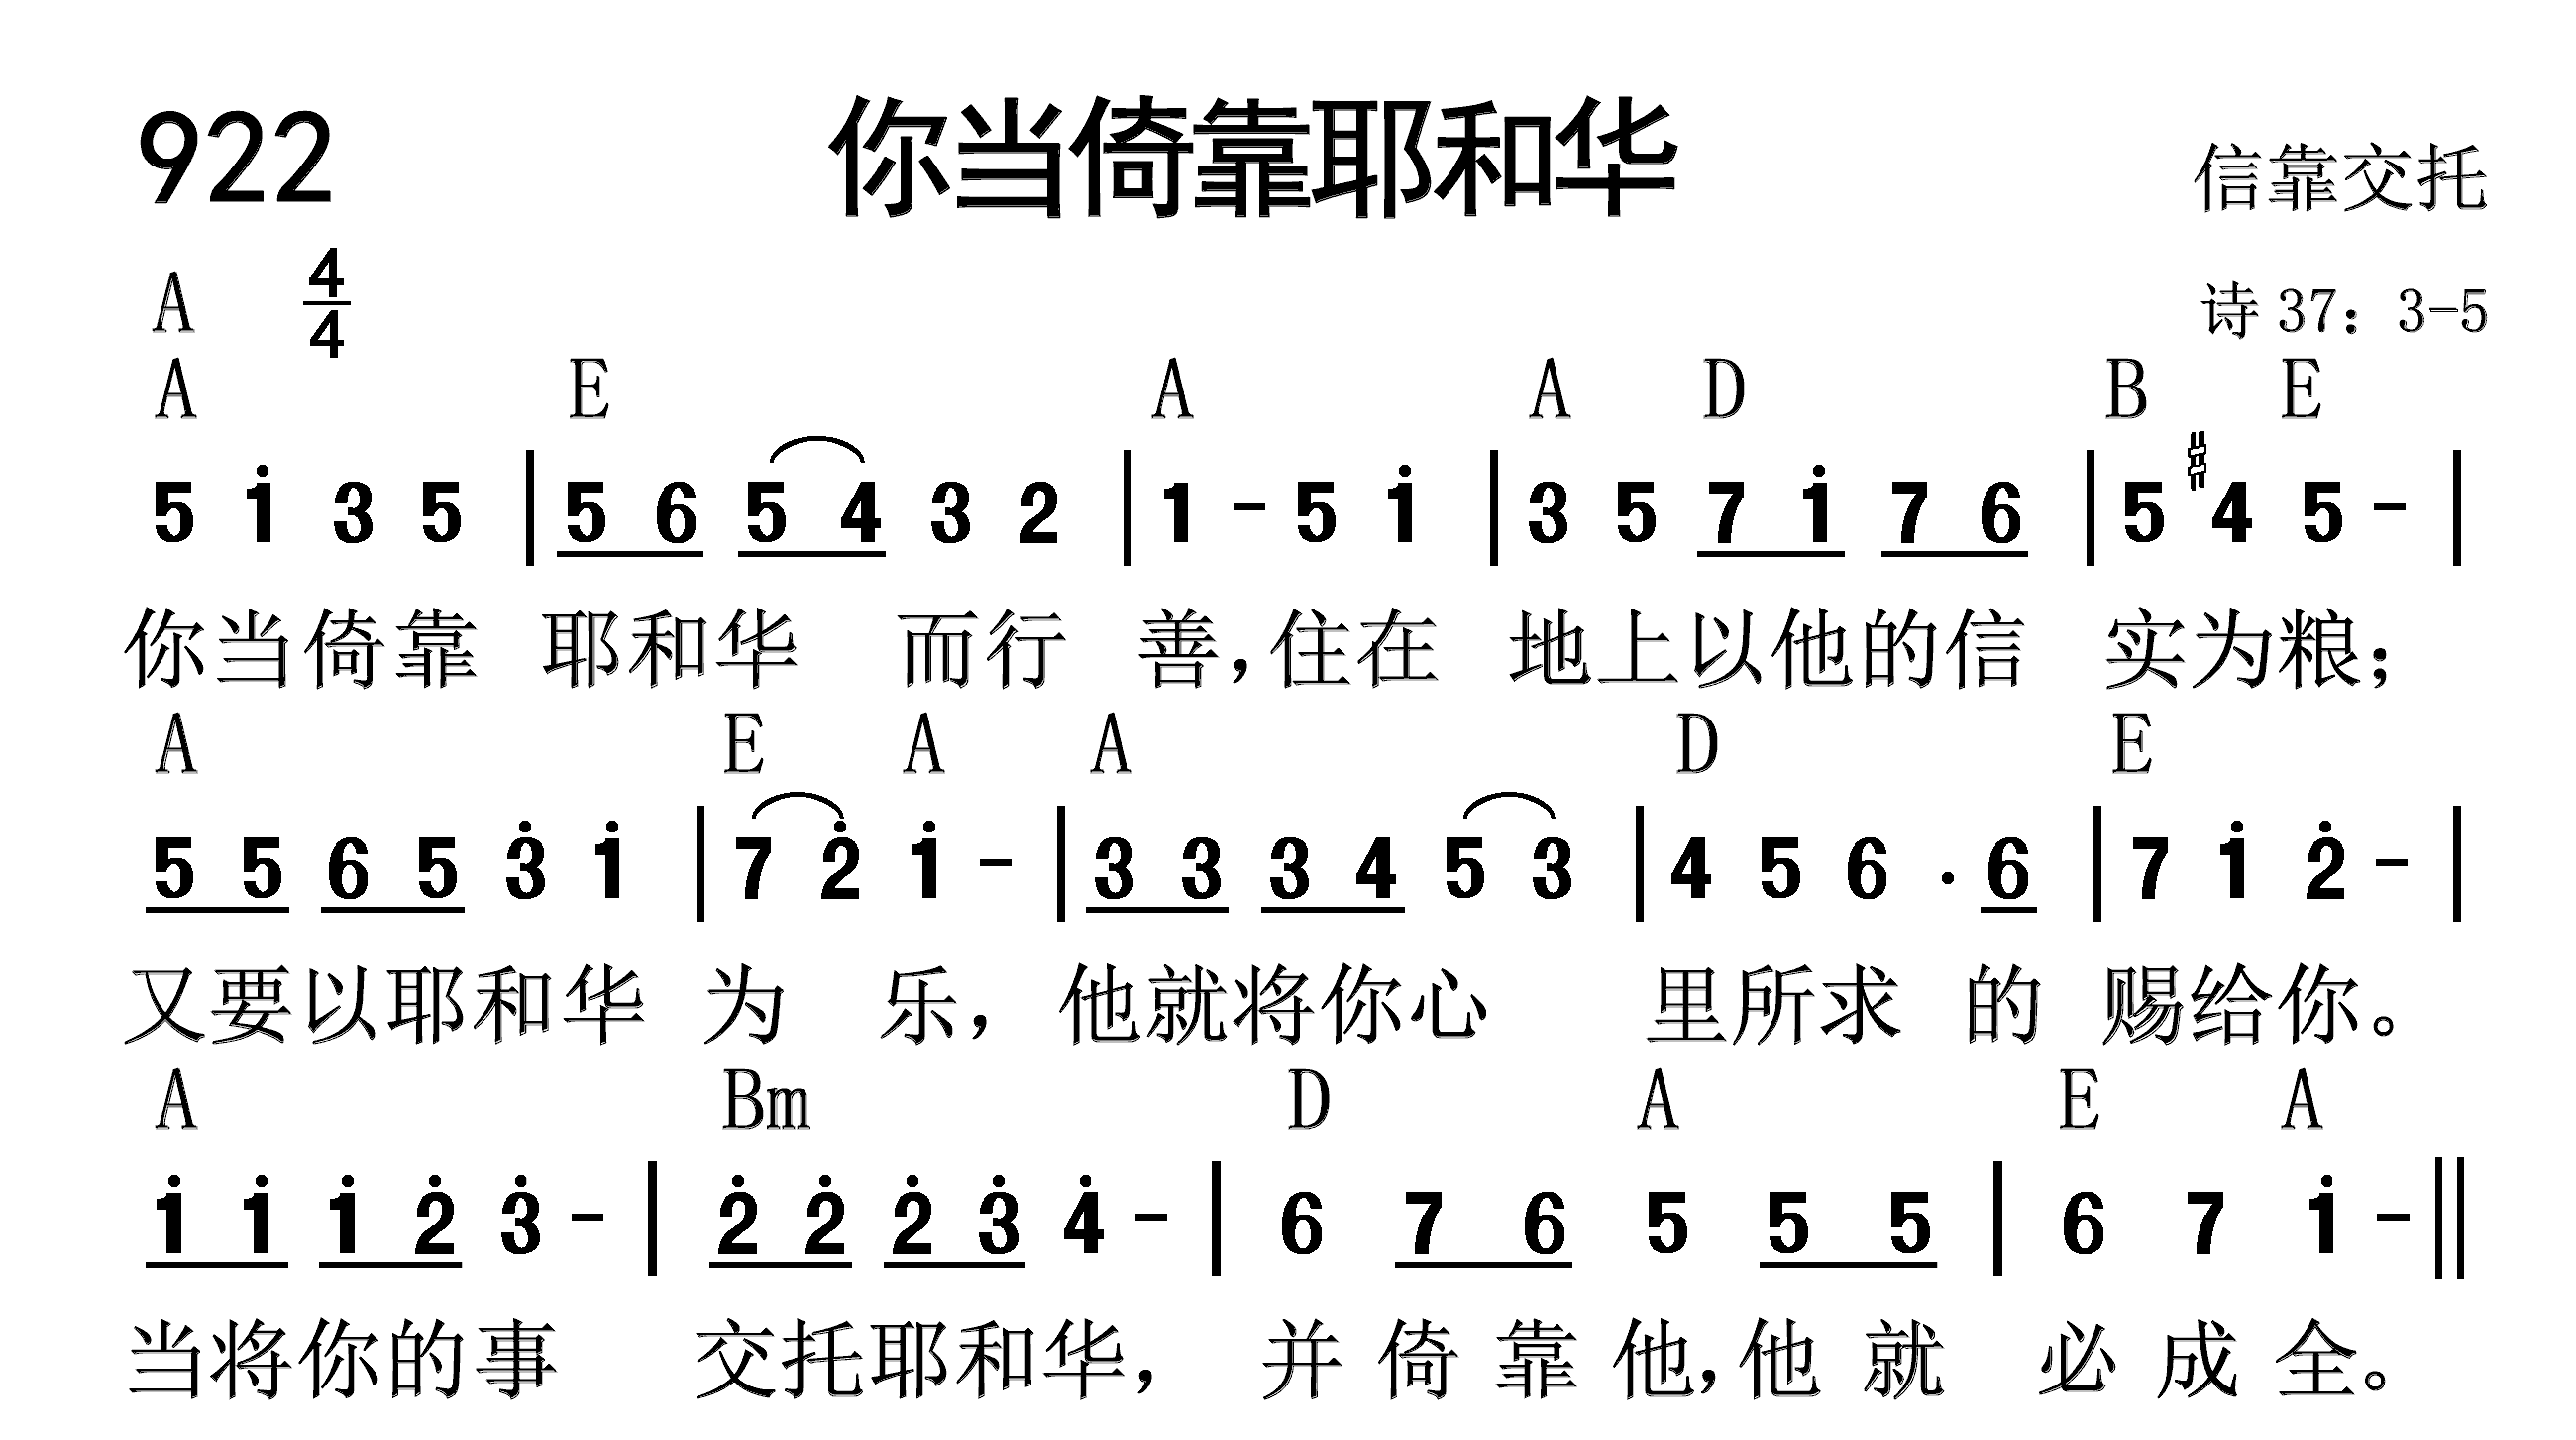 922 你当倚靠耶和华 信靠交托
A 4/4 诗 37：3-5
A E A A D B E
5 i 3 5 | 5 6 5 4 3 2 | 1 - 5 i | 3 5 7 i 7 6 | 5 #4 5 - |
你当倚靠 耶和华 而行 善，住在 地上以他的信 实为粮；
A E A A D E
5 5 6 5 3̇ i | 7 2̇ i - | 3 3 3 4 5 3 | 4 5 6 · 6 | 7 i 2̇ - |
又要以耶和华 为 乐，他就将你心 里所求 的 赐给你。
A Bm D A E A
i i i 2̇ 3̇ - | 2̇ 2̇ 2̇ 3̇ 4̇ - | 6 7 6 5 5 5 | 6 7 i - ||
当将你的事 交托耶和华， 并 倚 靠 他，他 就 必 成 全。